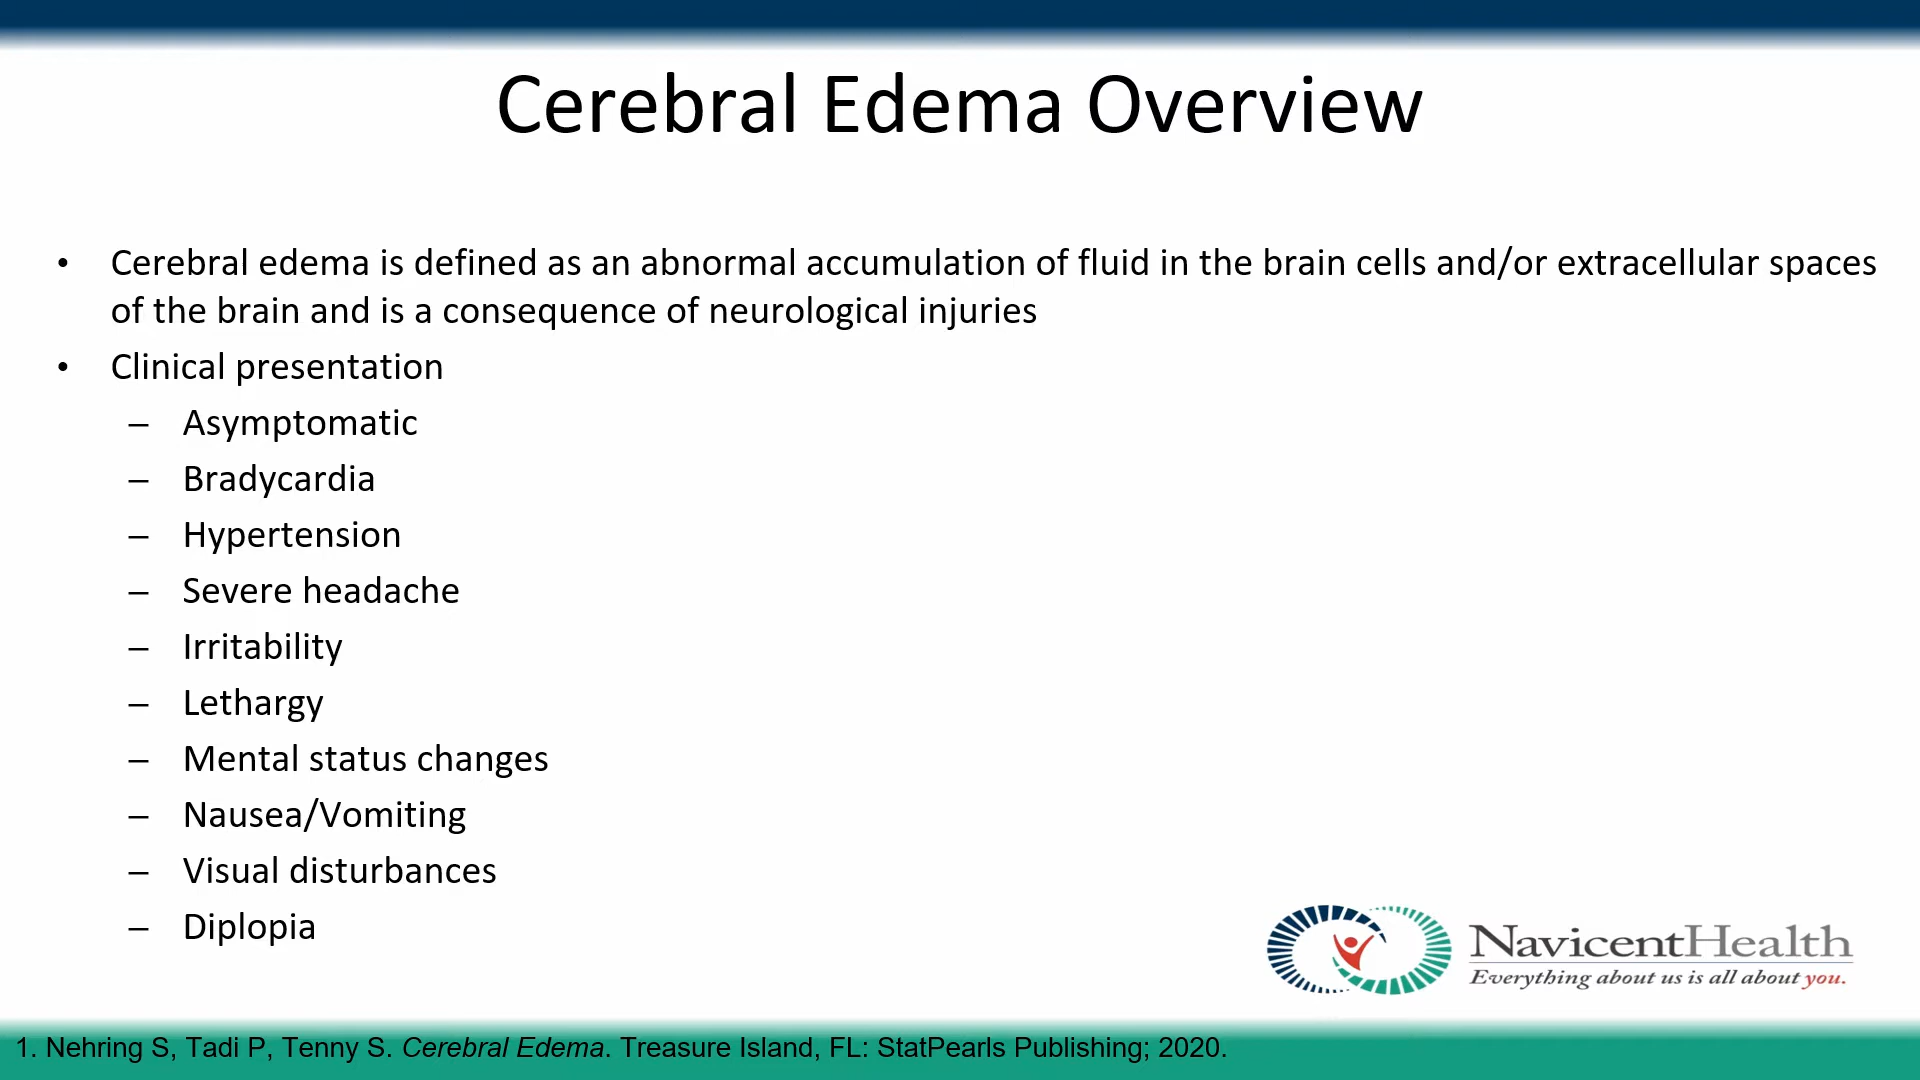 Cerebral Edema Overview
• Cerebral edema is defined as an abnormal accumulation of fluid in the brain cells and/or extracellular spaces
of the brain and is a consequence of neurological injuries
• Clinical presentation
– Asymptomatic
– Bradycardia
– Hypertension
– Severe headache
– Irritability
– Lethargy
– Mental status changes
– Nausea/Vomiting
– Visual disturbances
– Diplopia
NavicentHealth
Everything about us is all about you.
1. Nehring S, Tadi P, Tenny S. Cerebral Edema. Treasure Island, FL: StatPearls Publishing; 2020.